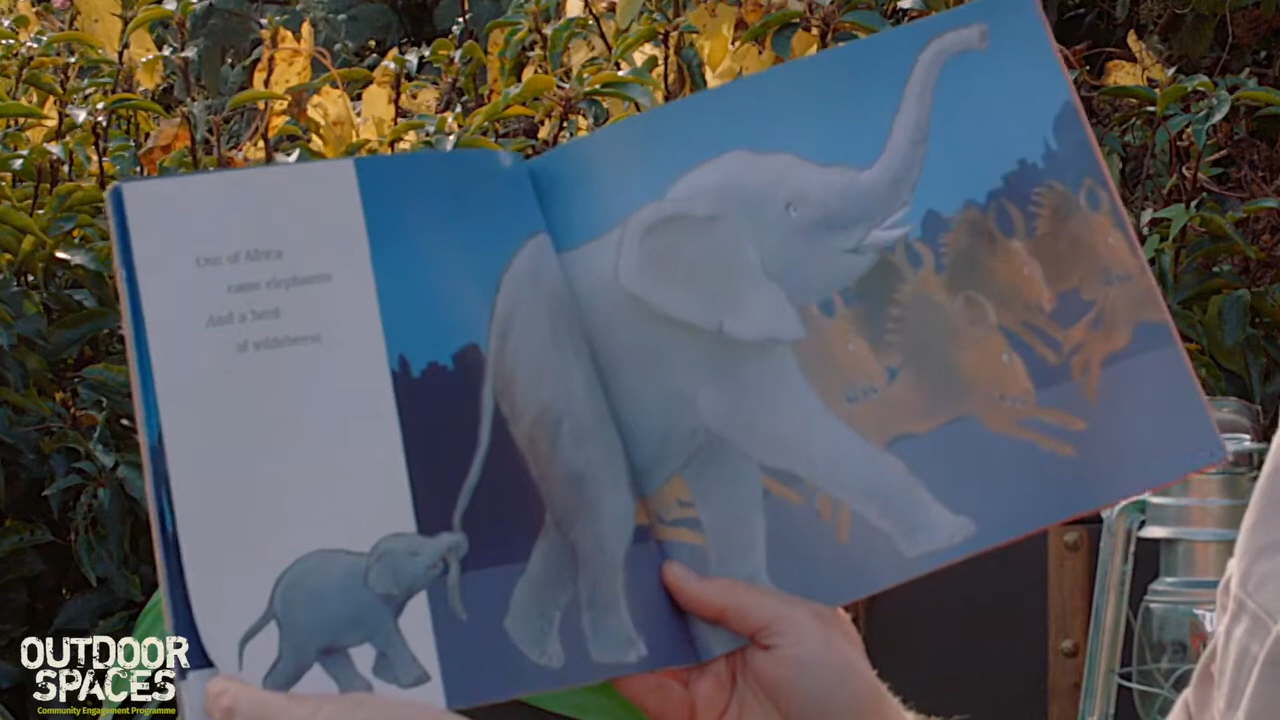 Out of Africa
came elephants
And a herd
of wildebeest
OUTDOOR
SPACES
Community Engagement Programme